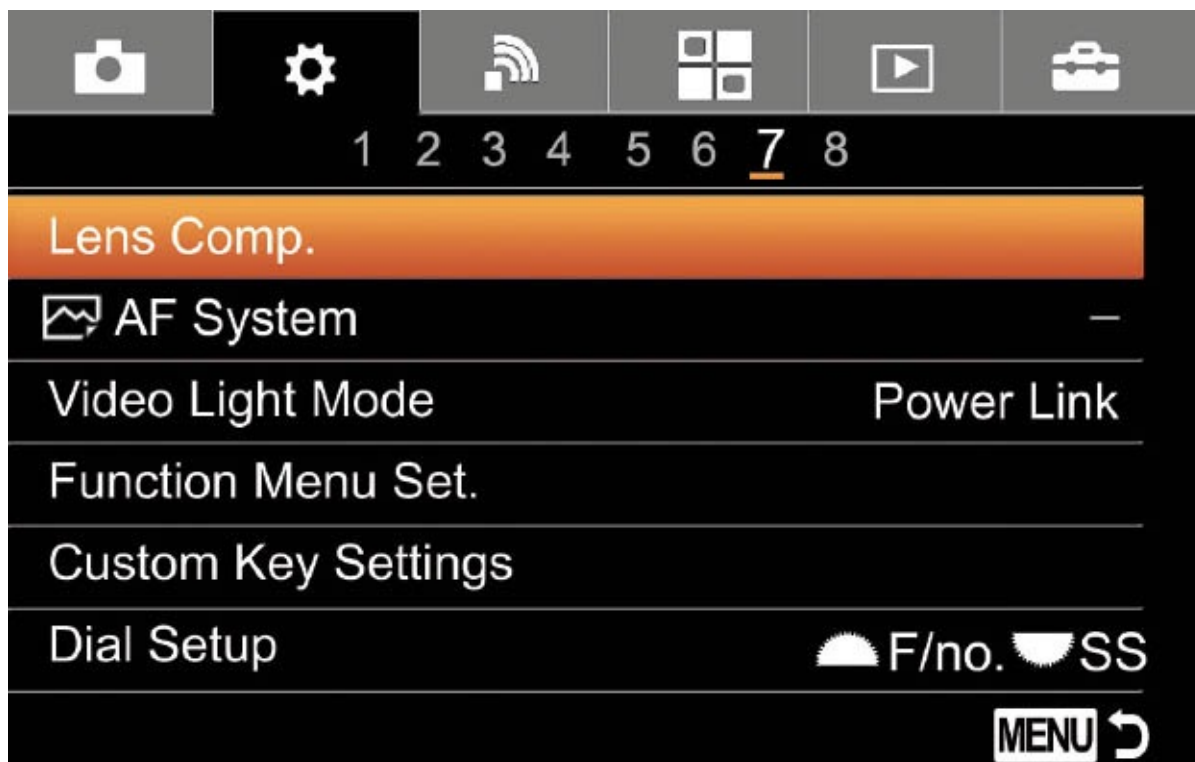 1 2 3 4 5 6 7 8
Lens Comp.
AF System –
Video Light Mode Power Link
Function Menu Set.
Custom Key Settings
Dial Setup F/no. SS
MENU